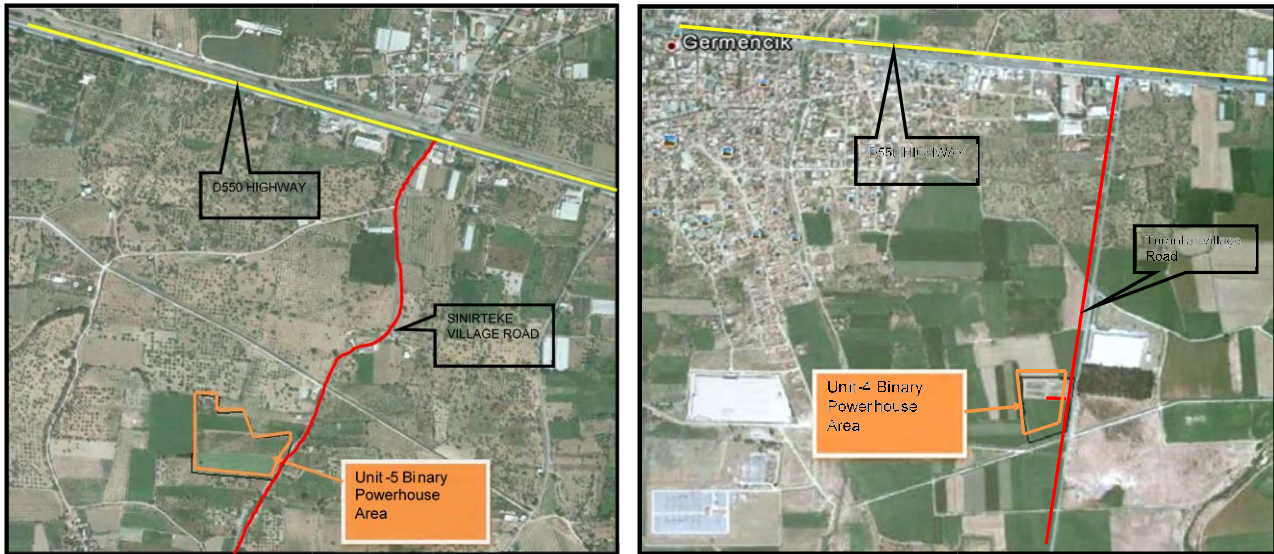 D550 HIGHWAY
SINIRTEKE
VILLAGE ROAD
Unit-5 Binary
Powerhouse
Area
Germencik
D550 HIGHWAY
Village
Road
Unit-4 Binary
Powerhouse
Area